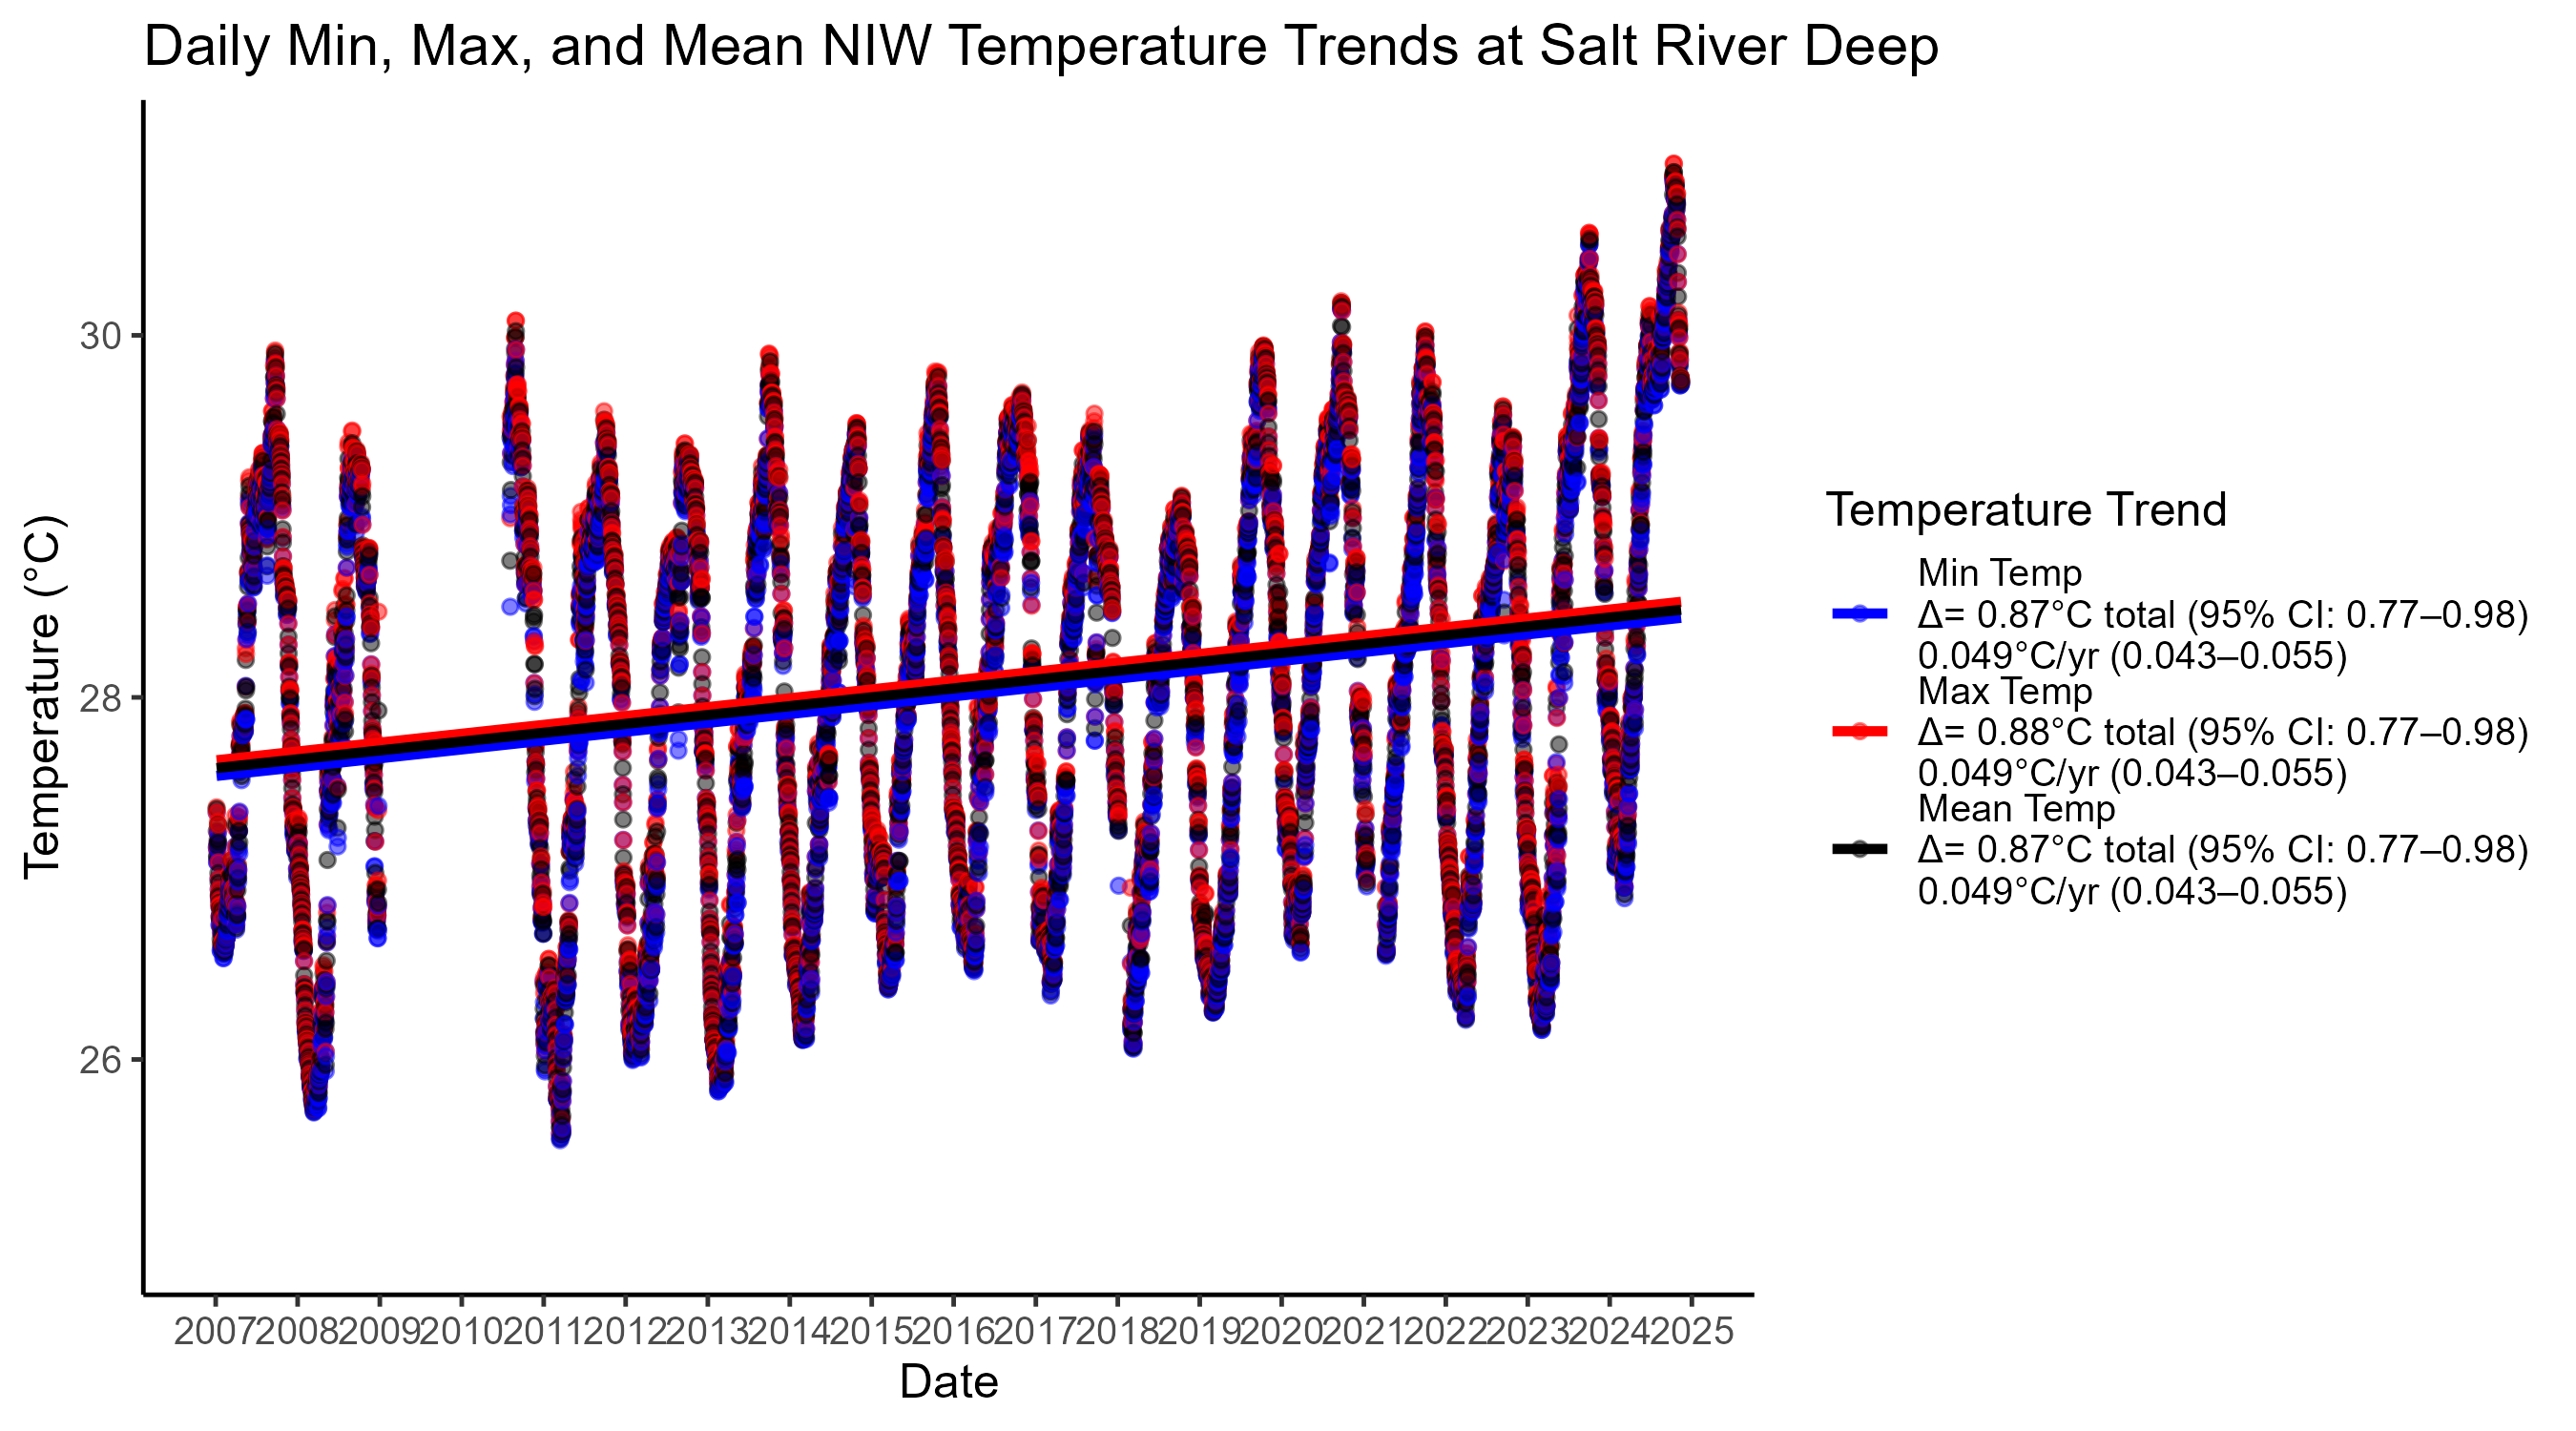 Daily Min, Max, and Mean NIW Temperature Trends at Salt River Deep
Temperature (°C)
30
28
26
2007 2008 2009 2010 2011 2012 2013 2014 2015 2016 2017 2018 2019 2020 2021 2022 2023 2024 2025
Date
Temperature Trend
Min Temp
Δ= 0.87°C total (95% CI: 0.77–0.98)
0.049°C/yr (0.043–0.055)
Max Temp
Δ= 0.88°C total (95% CI: 0.77–0.98)
0.049°C/yr (0.043–0.055)
Mean Temp
Δ= 0.87°C total (95% CI: 0.77–0.98)
0.049°C/yr (0.043–0.055)